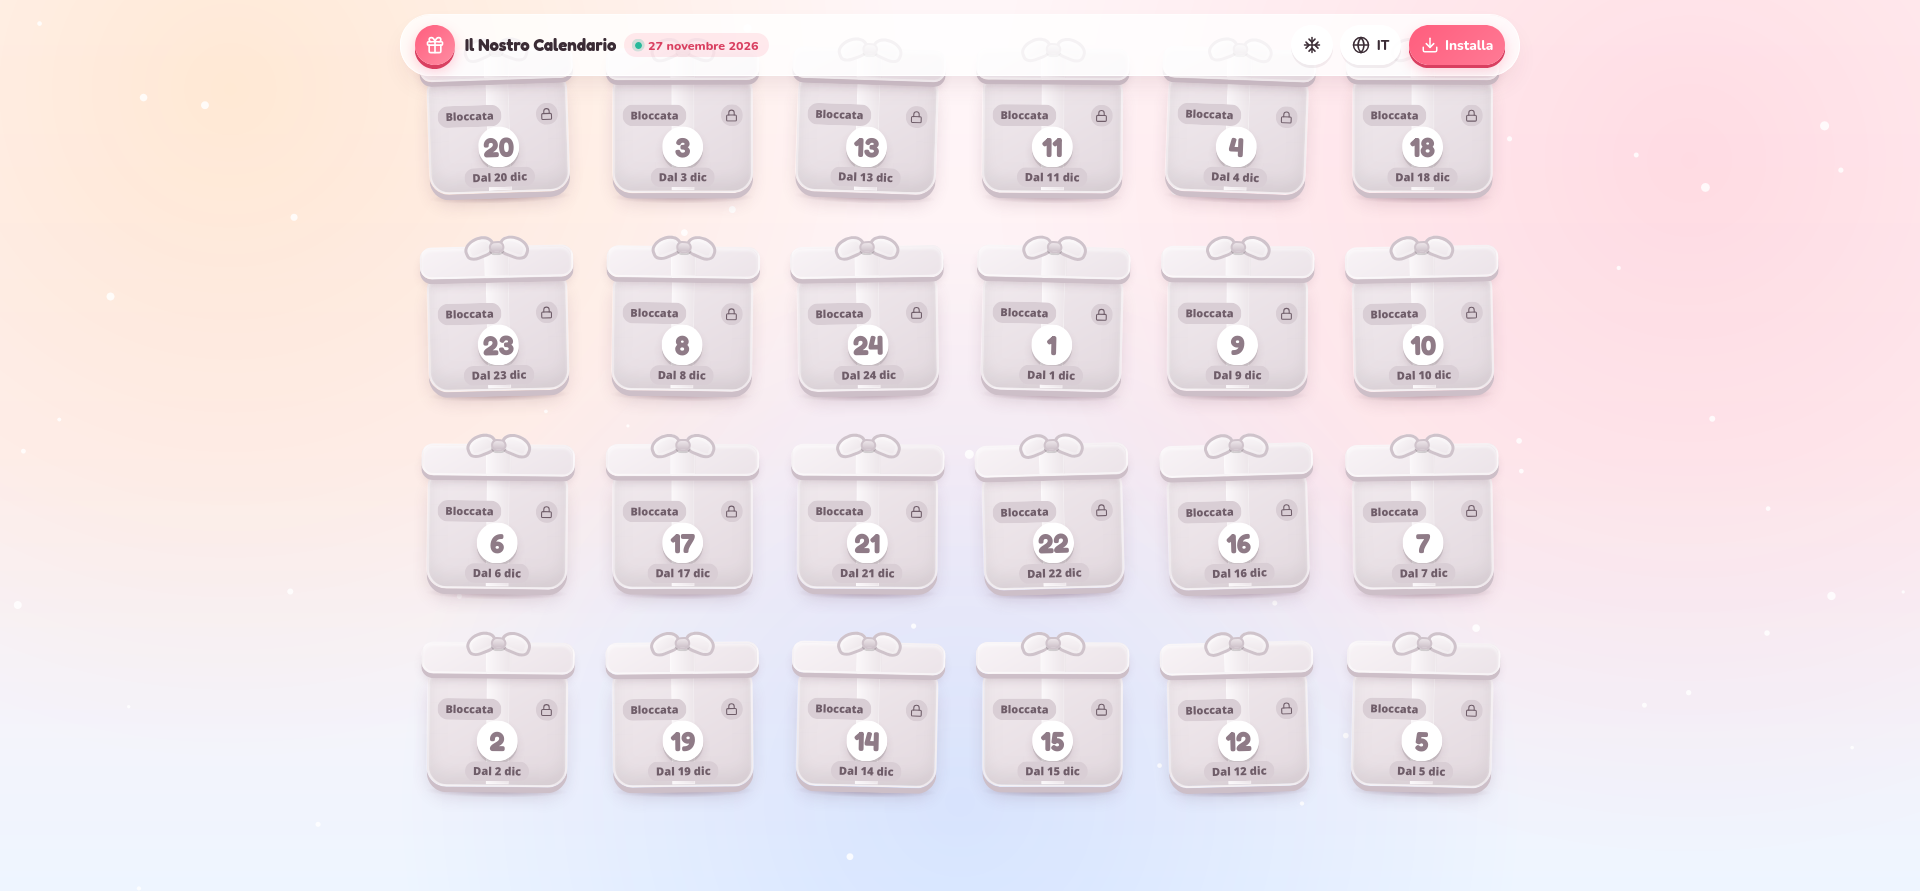 Il Nostro Calendario
27 novembre 2026
IT
Installa
Bloccata
20
Dal 20 dic
Bloccata
3
Dal 3 dic
Bloccata
13
Dal 13 dic
Bloccata
11
Dal 11 dic
Bloccata
4
Dal 4 dic
Bloccata
18
Dal 18 dic
Bloccata
23
Dal 23 dic
Bloccata
8
Dal 8 dic
Bloccata
24
Dal 24 dic
Bloccata
1
Dal 1 dic
Bloccata
9
Dal 9 dic
Bloccata
10
Dal 10 dic
Bloccata
6
Dal 6 dic
Bloccata
17
Dal 17 dic
Bloccata
21
Dal 21 dic
Bloccata
22
Dal 22 dic
Bloccata
16
Dal 16 dic
Bloccata
7
Dal 7 dic
Bloccata
2
Dal 2 dic
Bloccata
19
Dal 19 dic
Bloccata
14
Dal 14 dic
Bloccata
15
Dal 15 dic
Bloccata
12
Dal 12 dic
Bloccata
5
Dal 5 dic